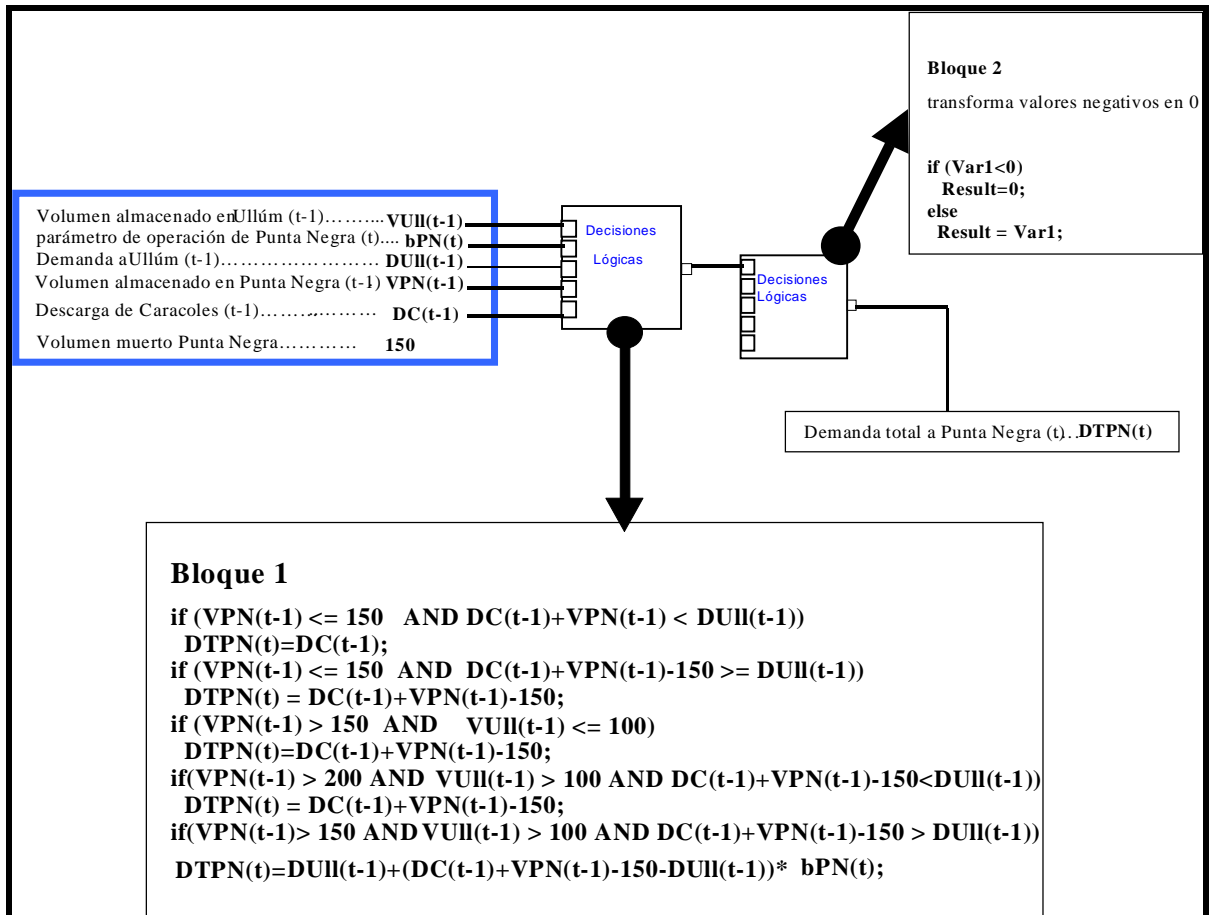 Bloque 2
transforma valores negativos en 0
if (Var1<0)
Result=0;
else
Result = Var1;
Volumen almacenado enUllúm (t-1)……... VUll(t-1)
parámetro de operación de Punta Negra (t).... bPN(t)
Demanda aUllúm (t-1)…………………… DUll(t-1)
Volumen almacenado en Punta Negra (t-1) VPN(t-1)
Descarga de Caracoles (t-1)……...……… DC(t-1)
Volumen muerto Punta Negra………… 150
Decisiones
Lógicas
Decisiones
Lógicas
Demanda total a Punta Negra (t)…DTPN(t)
Bloque 1
if (VPN(t-1) <= 150 AND DC(t-1)+VPN(t-1) < DUll(t-1))
DTPN(t)=DC(t-1);
if (VPN(t-1) <= 150 AND DC(t-1)+VPN(t-1)-150 >= DUll(t-1))
DTPN(t) = DC(t-1)+VPN(t-1)-150;
if (VPN(t-1) > 150 AND VUll(t-1) <= 100)
DTPN(t)=DC(t-1)+VPN(t-1)-150;
if(VPN(t-1) > 200 AND VUll(t-1) > 100 AND DC(t-1)+VPN(t-1)-150<DUll(t-1))
DTPN(t) = DC(t-1)+VPN(t-1)-150;
if(VPN(t-1)> 150 AND VUll(t-1) > 100 AND DC(t-1)+VPN(t-1)-150 > DUll(t-1))
DTPN(t)=DUll(t-1)+(DC(t-1)+VPN(t-1)-150-DUll(t-1))* bPN(t);